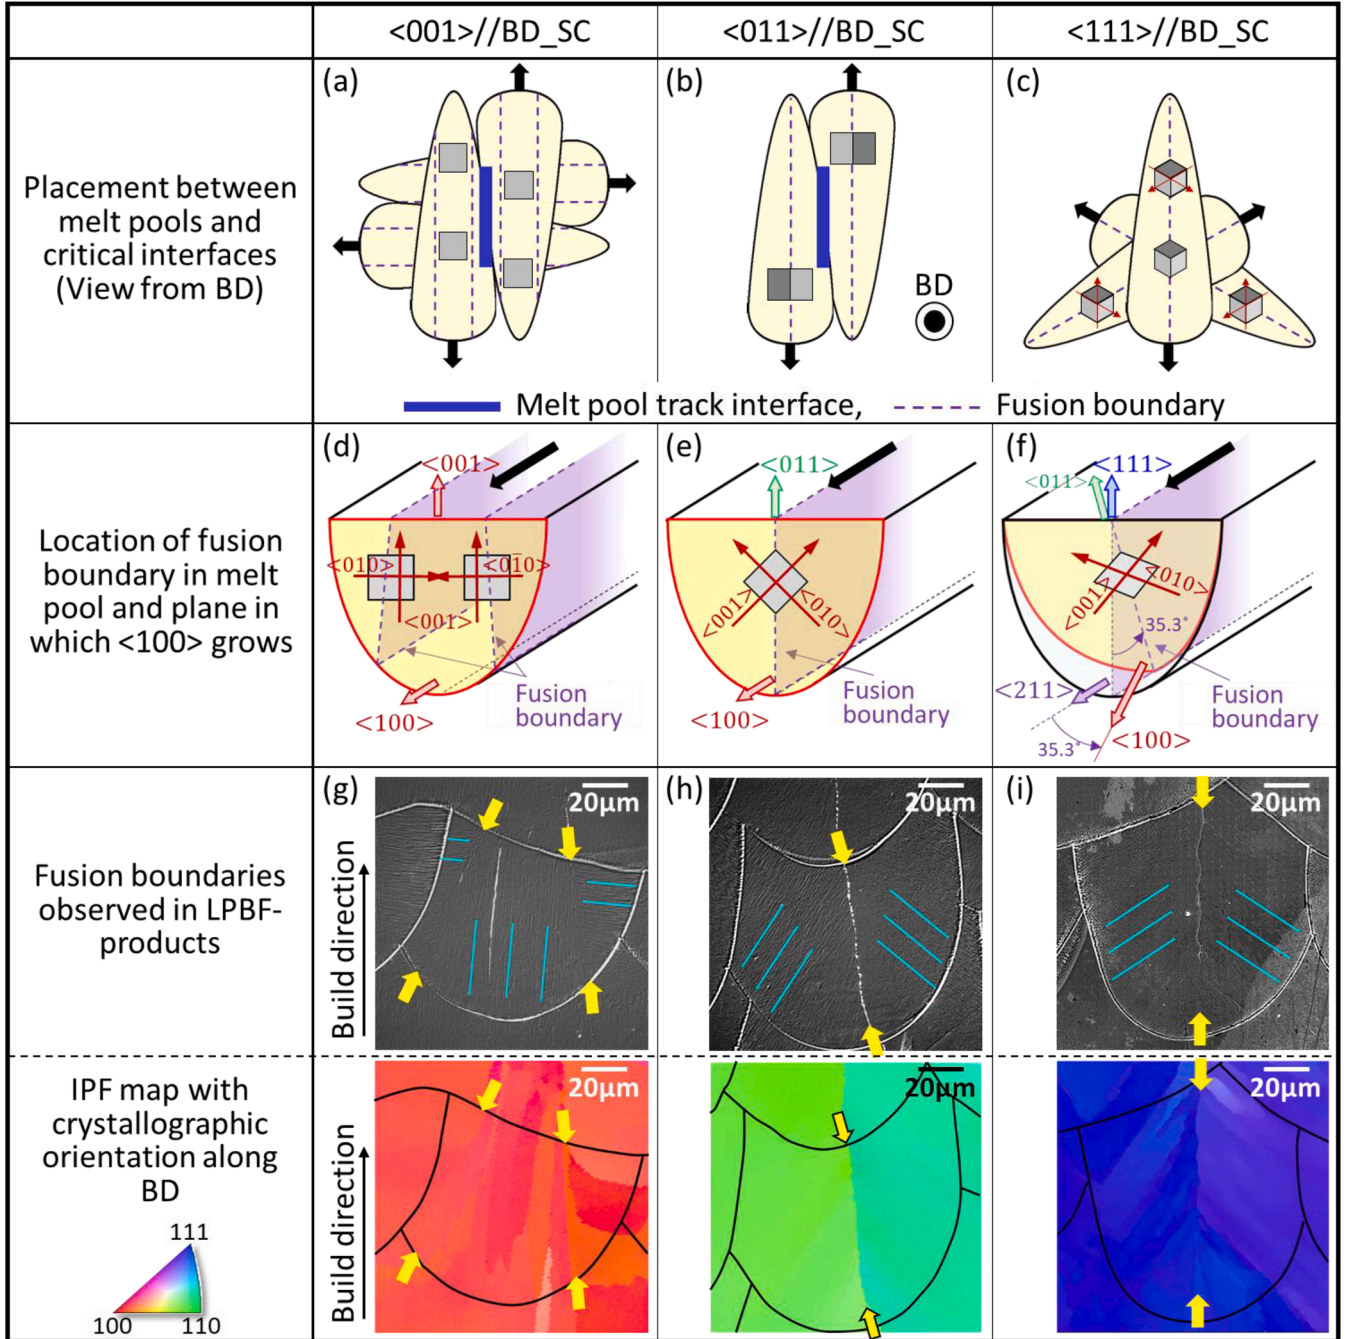 <001>//BD_SC
<011>//BD_SC
<111>//BD_SC
Placement between
melt pools and
critical interfaces
(View from BD)
(a)
(b)
BD
(c)
Melt pool track interface,
Fusion boundary
Location of fusion
boundary in melt
pool and plane in
which <100> grows
(d)
<001>
<010>
<01̄0>
<001>
Fusion
boundary
<100>
(e)
<011>
<001>
<010>
Fusion
boundary
<100>
(f)
<111>
<011>
<010>
<001>
35.3°
<211>
Fusion
boundary
<100>
35.3°
Fusion boundaries
observed in LPBF-
products
Build direction
(g)
20μm
(h)
20μm
(i)
20μm
IPF map with
crystallographic
orientation along
BD
111
100
110
Build direction
20μm
20μm
20μm